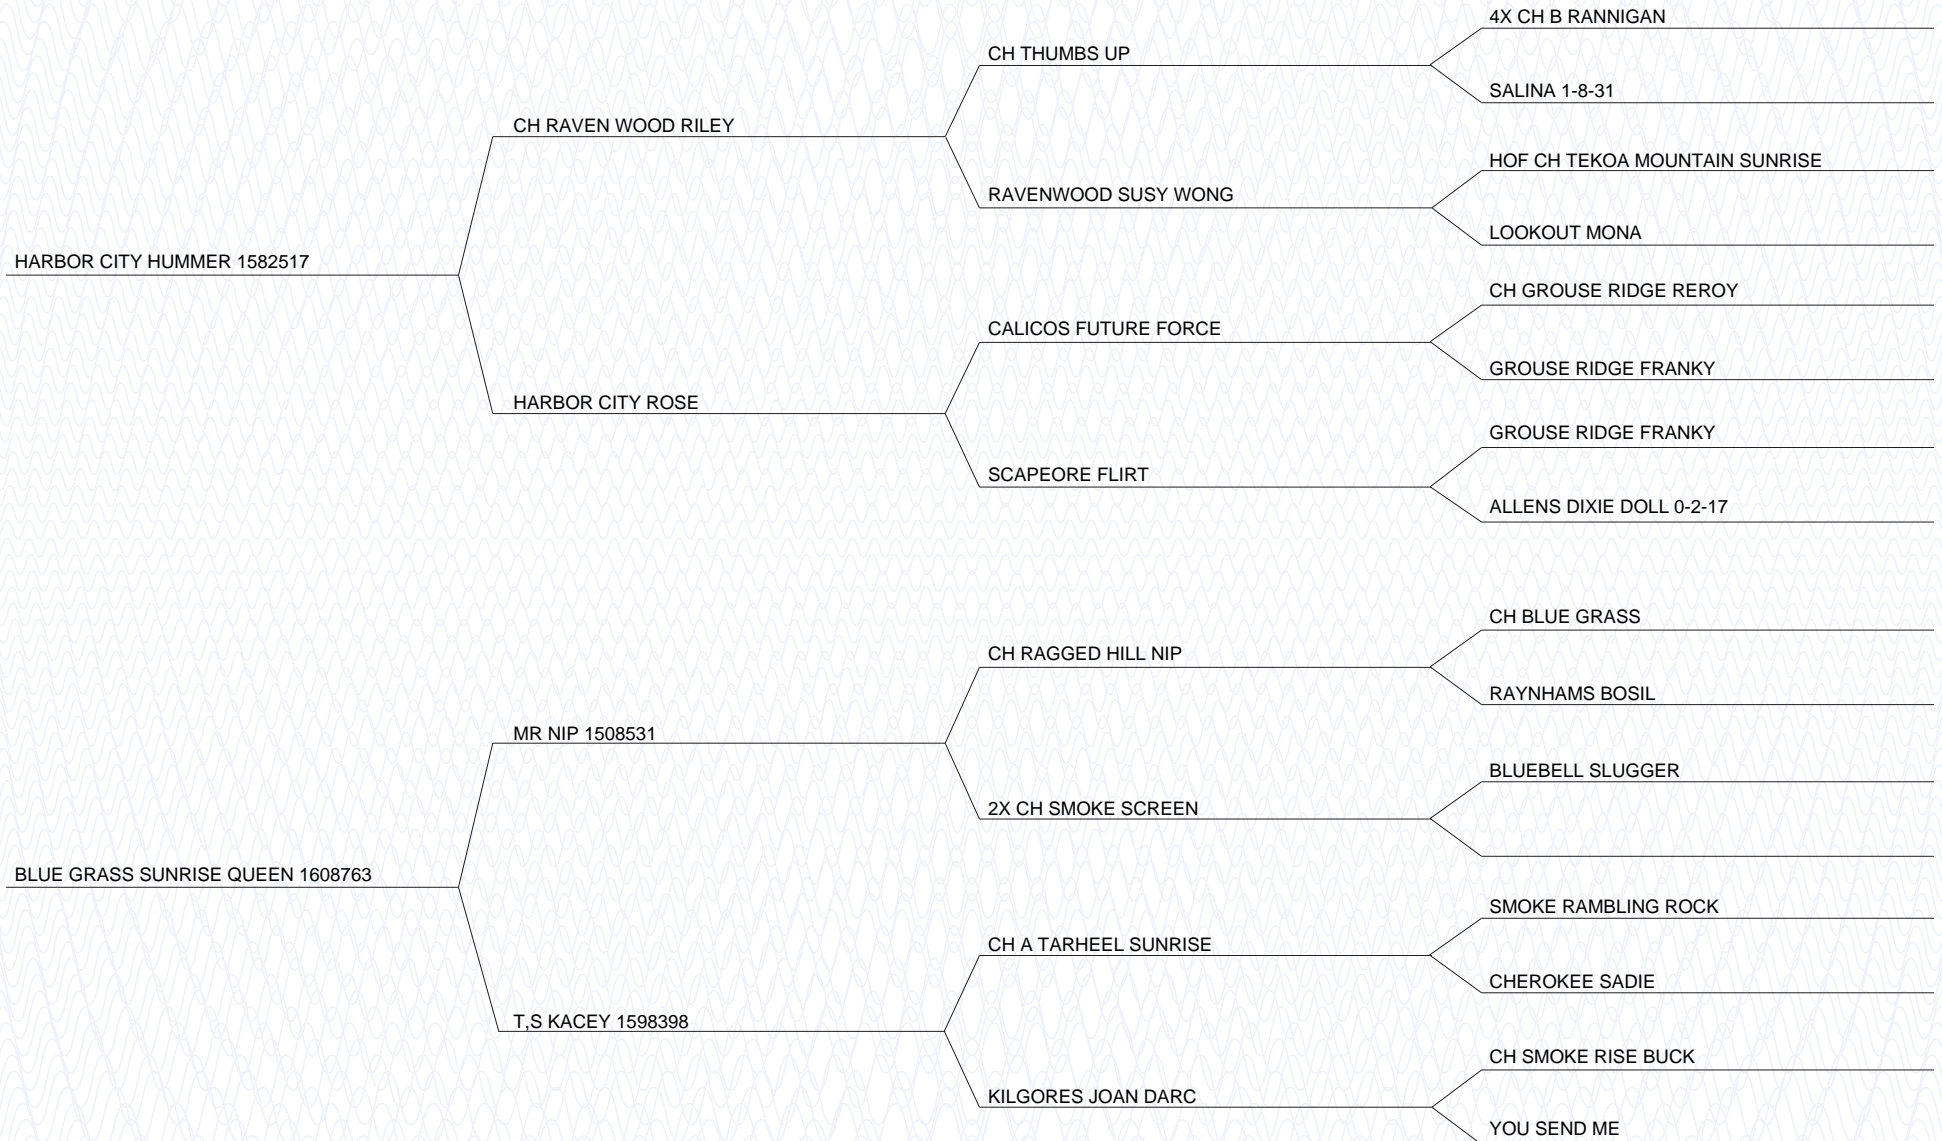 4X CH B RANNIGAN
CH THUMBS UP
SALINA 1-8-31
CH RAVEN WOOD RILEY
HOF CH TEKOA MOUNTAIN SUNRISE
RAVENWOOD SUSY WONG
LOOKOUT MONA
HARBOR CITY HUMMER 1582517
CH GROUSE RIDGE REROY
CALICOS FUTURE FORCE
GROUSE RIDGE FRANKY
HARBOR CITY ROSE
GROUSE RIDGE FRANKY
SCAPEORE FLIRT
ALLENS DIXIE DOLL 0-2-17
CH BLUE GRASS
CH RAGGED HILL NIP
RAYNHAMS BOSIL
MR NIP 1508531
BLUEBELL SLUGGER
2X CH SMOKE SCREEN
BLUE GRASS SUNRISE QUEEN 1608763
SMOKE RAMBLING ROCK
CH A TARHEEL SUNRISE
CHEROKEE SADIE
T,S KACEY 1598398
CH SMOKE RISE BUCK
KILGORES JOAN DARC
YOU SEND ME